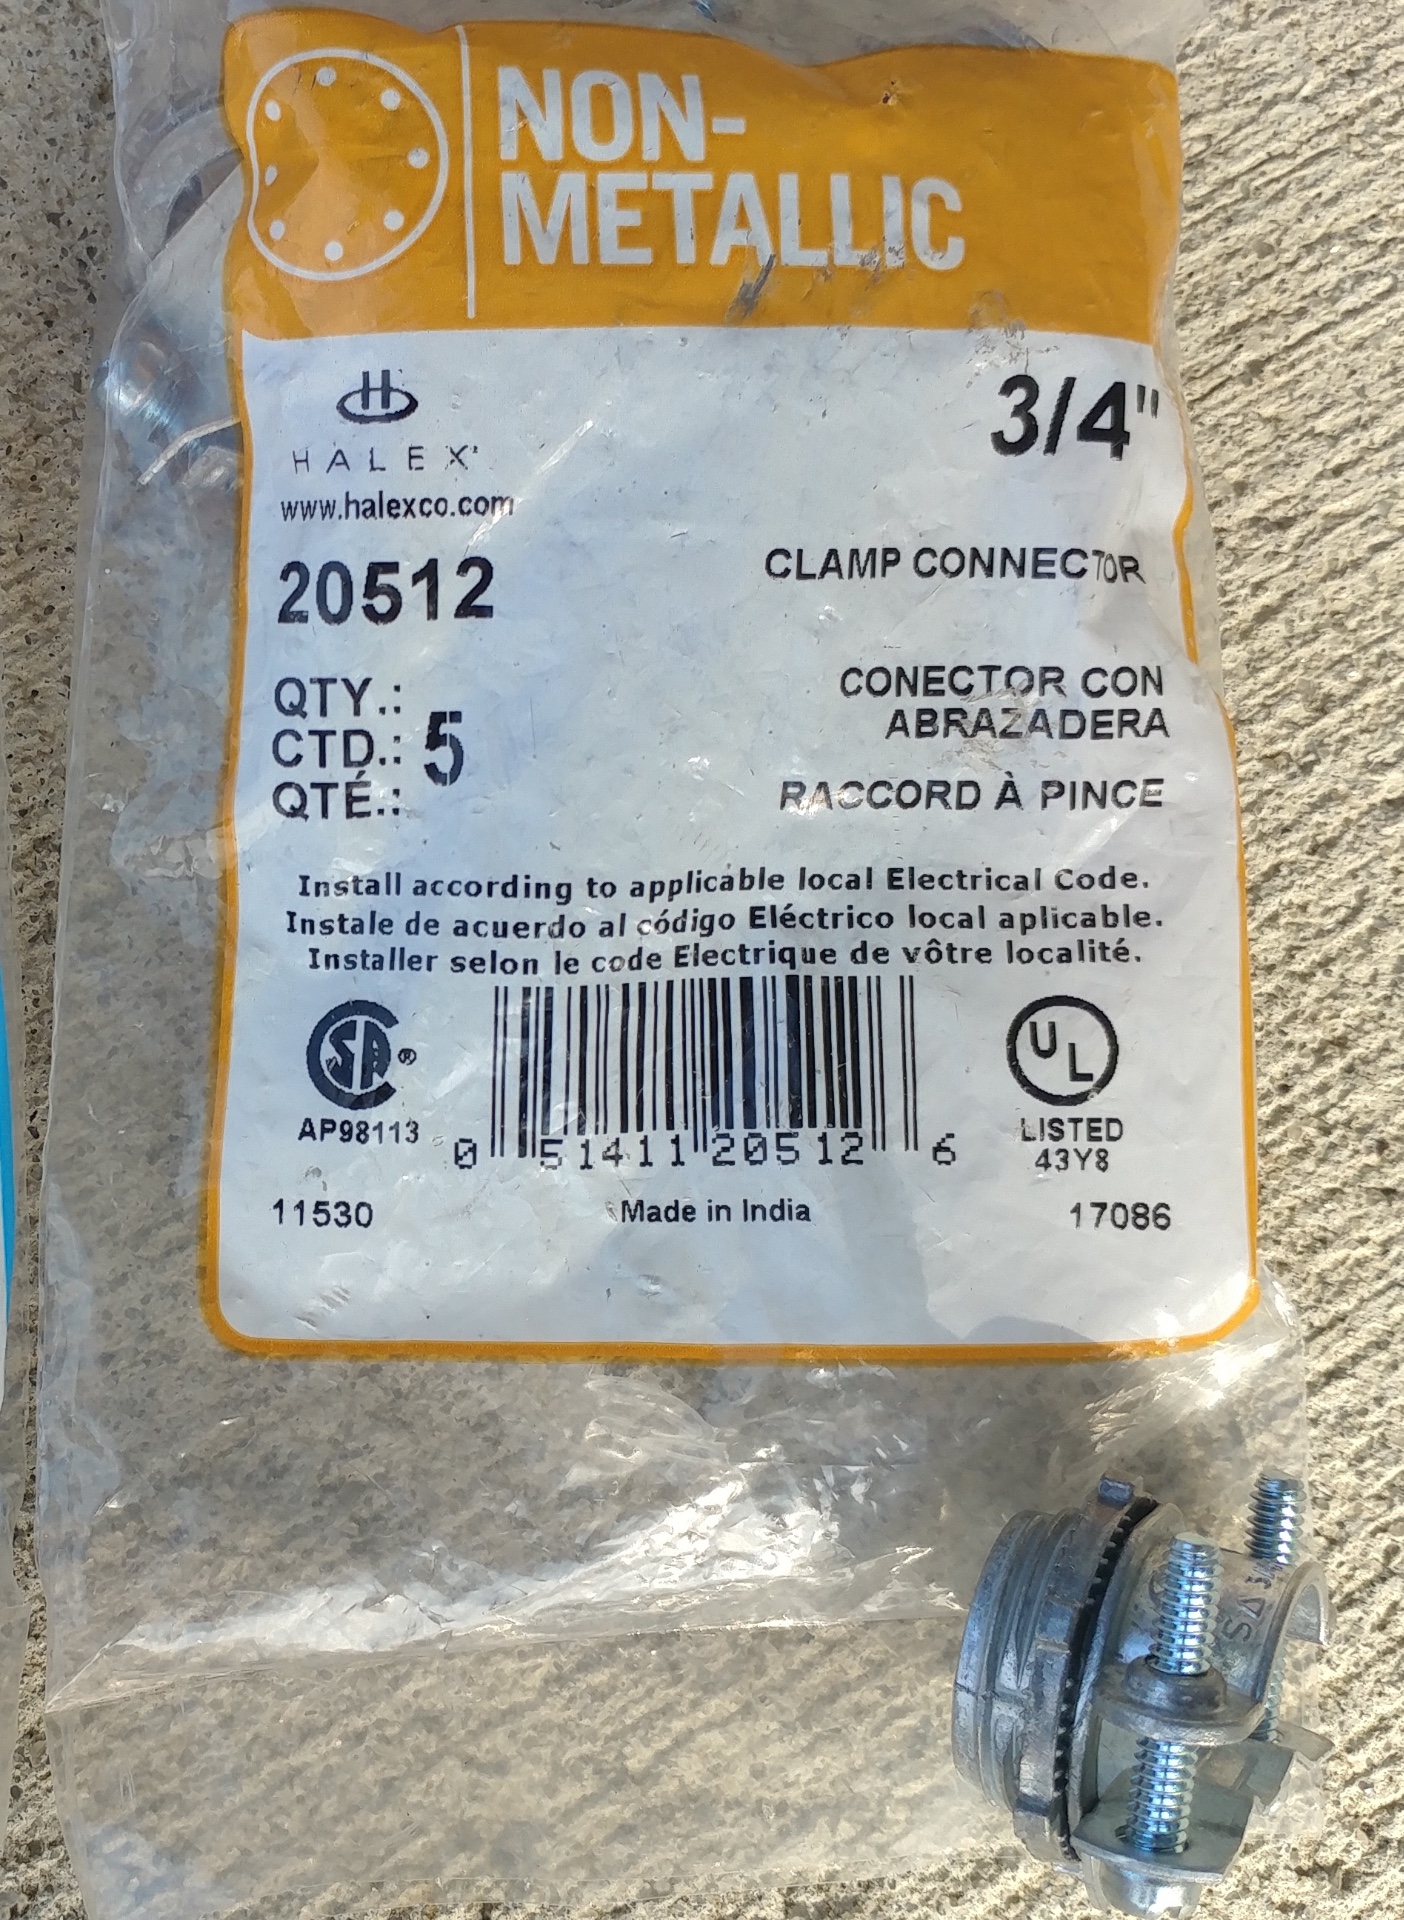 NON-
METALLIC
HALEX
www.halexco.com
3/4"
20512
CLAMP CONNECTOR
QTY.:
CTD.: 5
QTÉ.:
CONECTOR CON
ABRAZADERA
RACCORD À PINCE
Install according to applicable local Electrical Code.
Instale de acuerdo al código Eléctrico local aplicable.
Installer selon le code Electrique de vôtre localité.
SA ®
AP98113
0 51411 20512 6
UL
LISTED
43Y8
11530
Made in India
17086